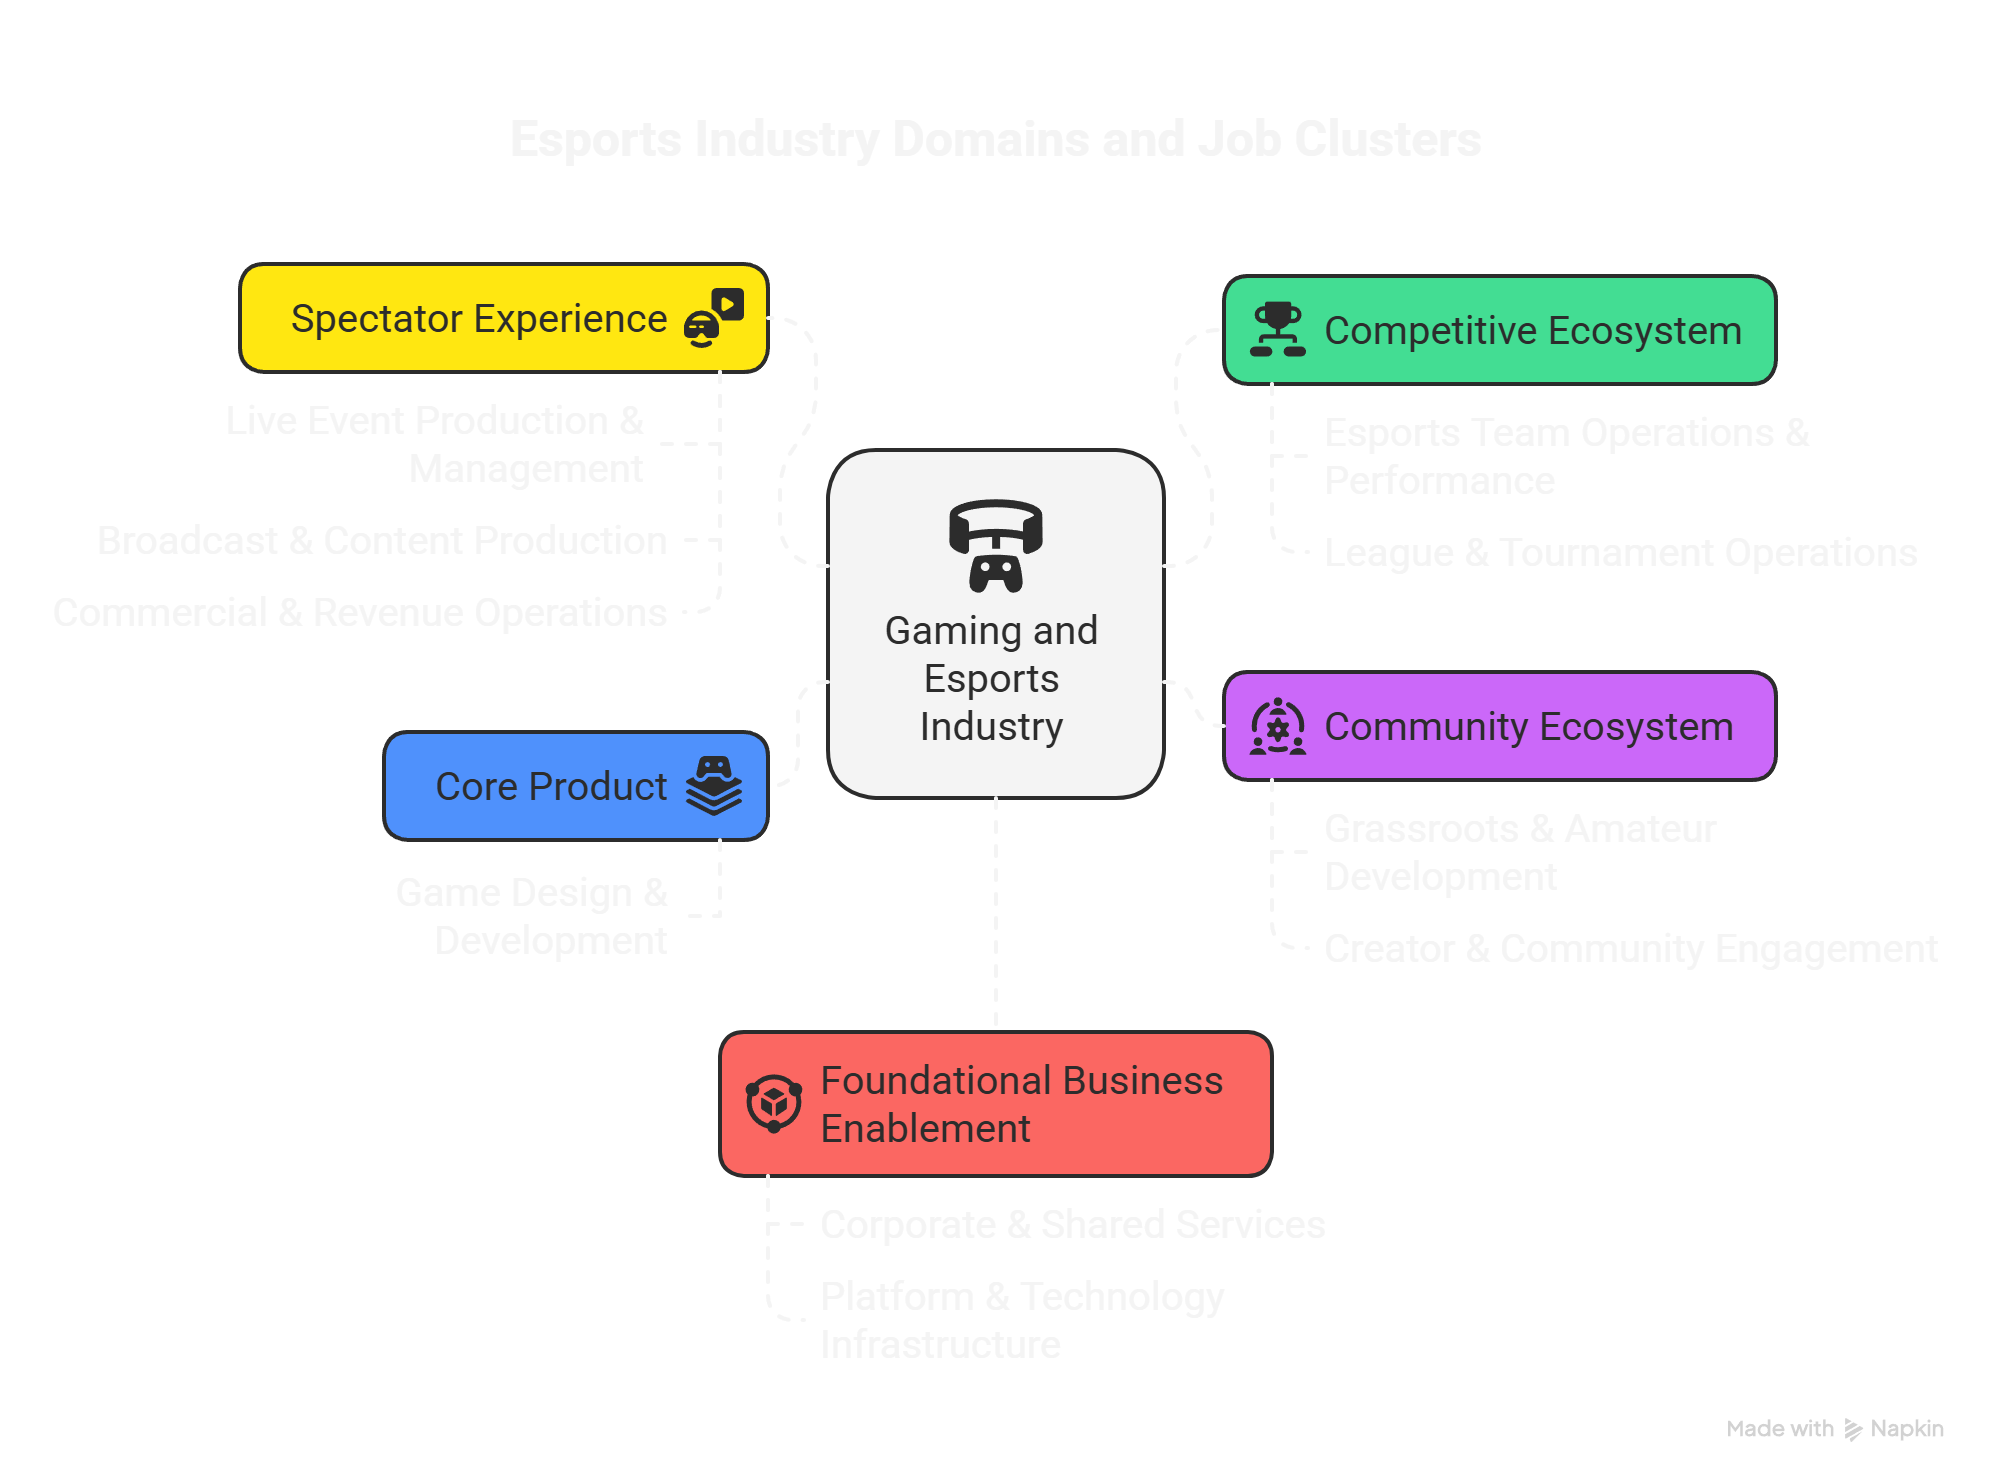 Esports Industry Domains and Job Clusters
Spectator Experience
Live Event Production &
Management
Broadcast & Content Production
Commercial & Revenue Operations
Competitive Ecosystem
Esports Team Operations &
Performance
League & Tournament Operations
Gaming and
Esports
Industry
Core Product
Game Design &
Development
Community Ecosystem
Grassroots & Amateur
Development
Creator & Community Engagement
Foundational Business
Enablement
Corporate & Shared Services
Platform & Technology
Infrastructure
Made with Napkin